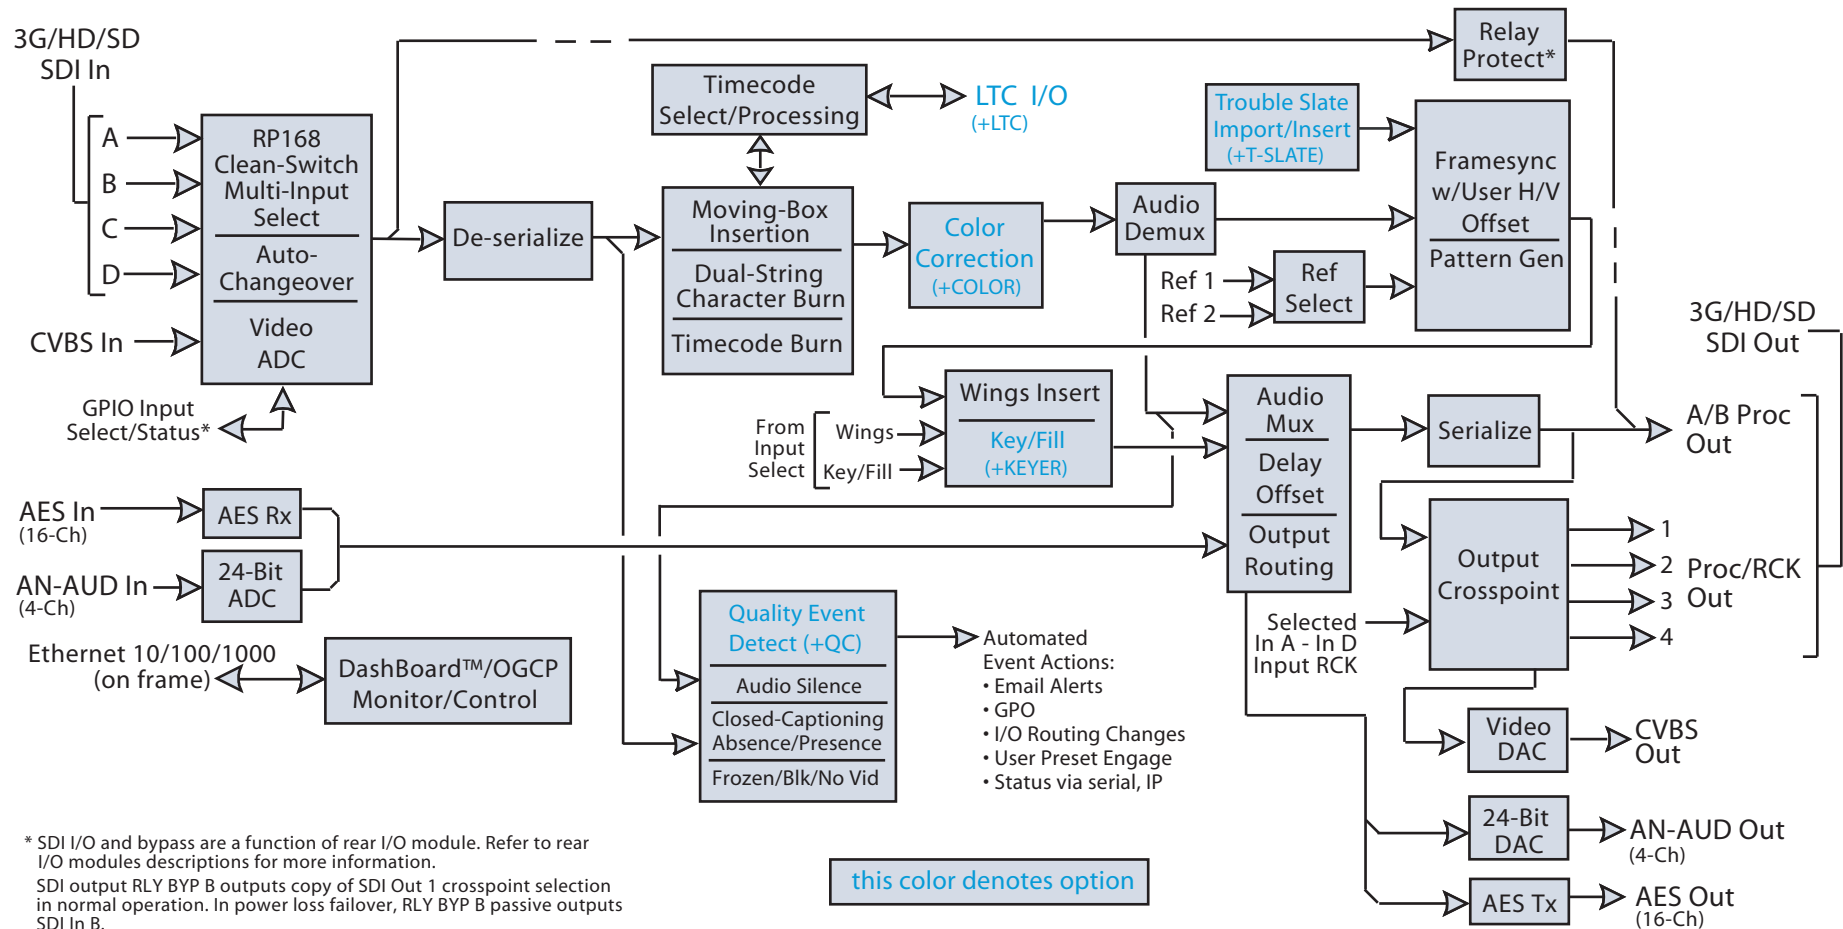 3G/HD/SD
SDI In
A
B
C
D
CVBS In
RP168
Clean-Switch
Multi-Input
Select
Auto-
Changeover
Video
ADC
GPIO Input
Select/Status*
De-serialize
Timecode
Select/Processing
LTC I/O
(+LTC)
Moving-Box
Insertion
Dual-String
Character Burn
Timecode Burn
Color
Correction
(+COLOR)
Audio
Demux
Trouble Slate
Import/Insert
(+T-SLATE)
Ref 1
Ref 2
Ref
Select
Framesync
w/User H/V
Offset
Pattern Gen
Relay
Protect*
From
Input
Select
Wings
Key/Fill
Wings Insert
Key/Fill
(+KEYER)
Audio
Mux
Delay
Offset
Output
Routing
Serialize
3G/HD/SD
SDI Out
A/B Proc
Out
AES In
(16-Ch)
AES Rx
AN-AUD In
(4-Ch)
24-Bit
ADC
Ethernet 10/100/1000
(on frame)
DashBoard™/OGCP
Monitor/Control
Quality Event
Detect (+QC)
Audio Silence
Closed-Captioning
Absence/Presence
Frozen/Blk/No Vid
Automated
Event Actions:
• Email Alerts
• GPO
• I/O Routing Changes
• User Preset Engage
• Status via serial, IP
Selected
In A - In D
Input RCK
Output
Crosspoint
1
2
3
4
Proc/RCK
Out
Video
DAC
CVBS
Out
24-Bit
DAC
AN-AUD Out
(4-Ch)
AES Tx
AES Out
(16-Ch)
* SDI I/O and bypass are a function of rear I/O module. Refer to rear
I/O modules descriptions for more information.
SDI output RLY BYP B outputs copy of SDI Out 1 crosspoint selection
in normal operation. In power loss failover, RLY BYP B passive outputs
SDI In B.
this color denotes option